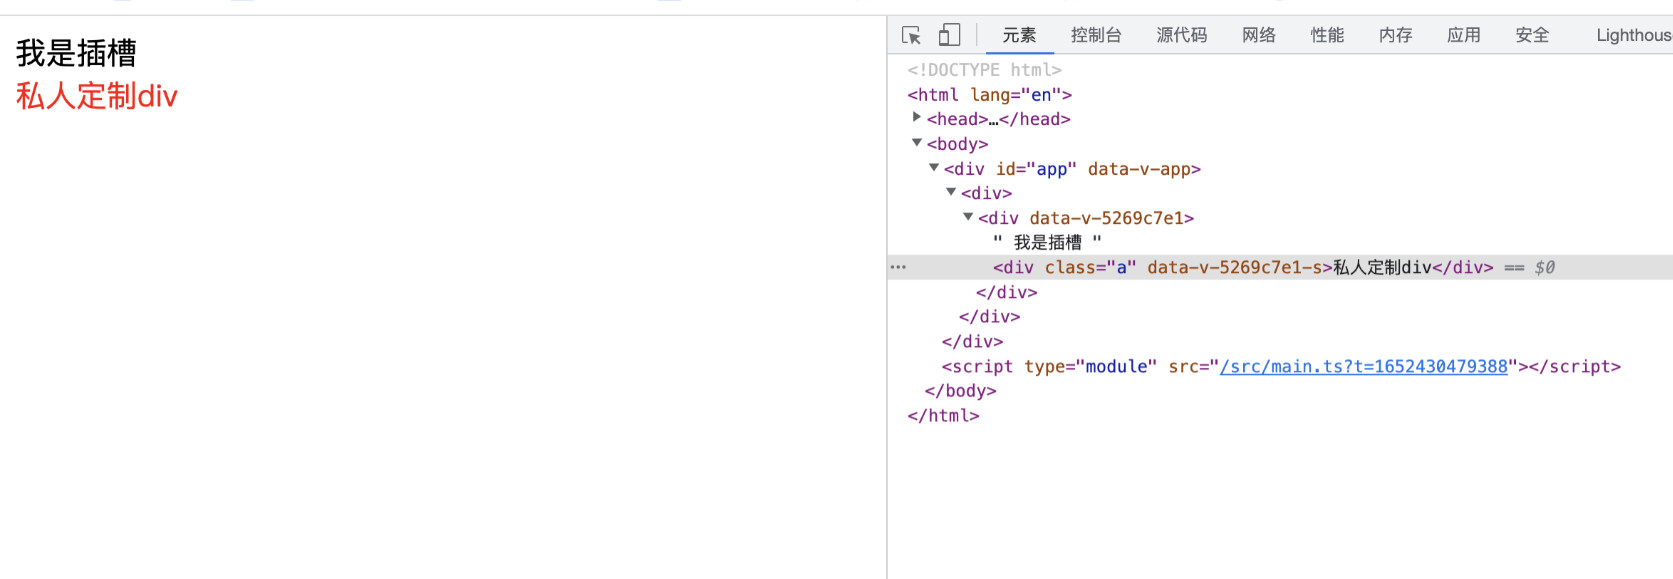 我是插槽
私人定制div
元素 控制台 源代码 网络 性能 内存 应用 安全 Lighthous
<!DOCTYPE html>
<html lang="en">
<head>…</head>
<body>
<div id="app" data-v-app>
<div>
<div data-v-5269c7e1>
" 我是插槽 "
<div class="a" data-v-5269c7e1-s>私人定制div</div> == $0
</div>
</div>
</div>
<script type="module" src="/src/main.ts?t=1652430479388"></script>
</body>
</html>